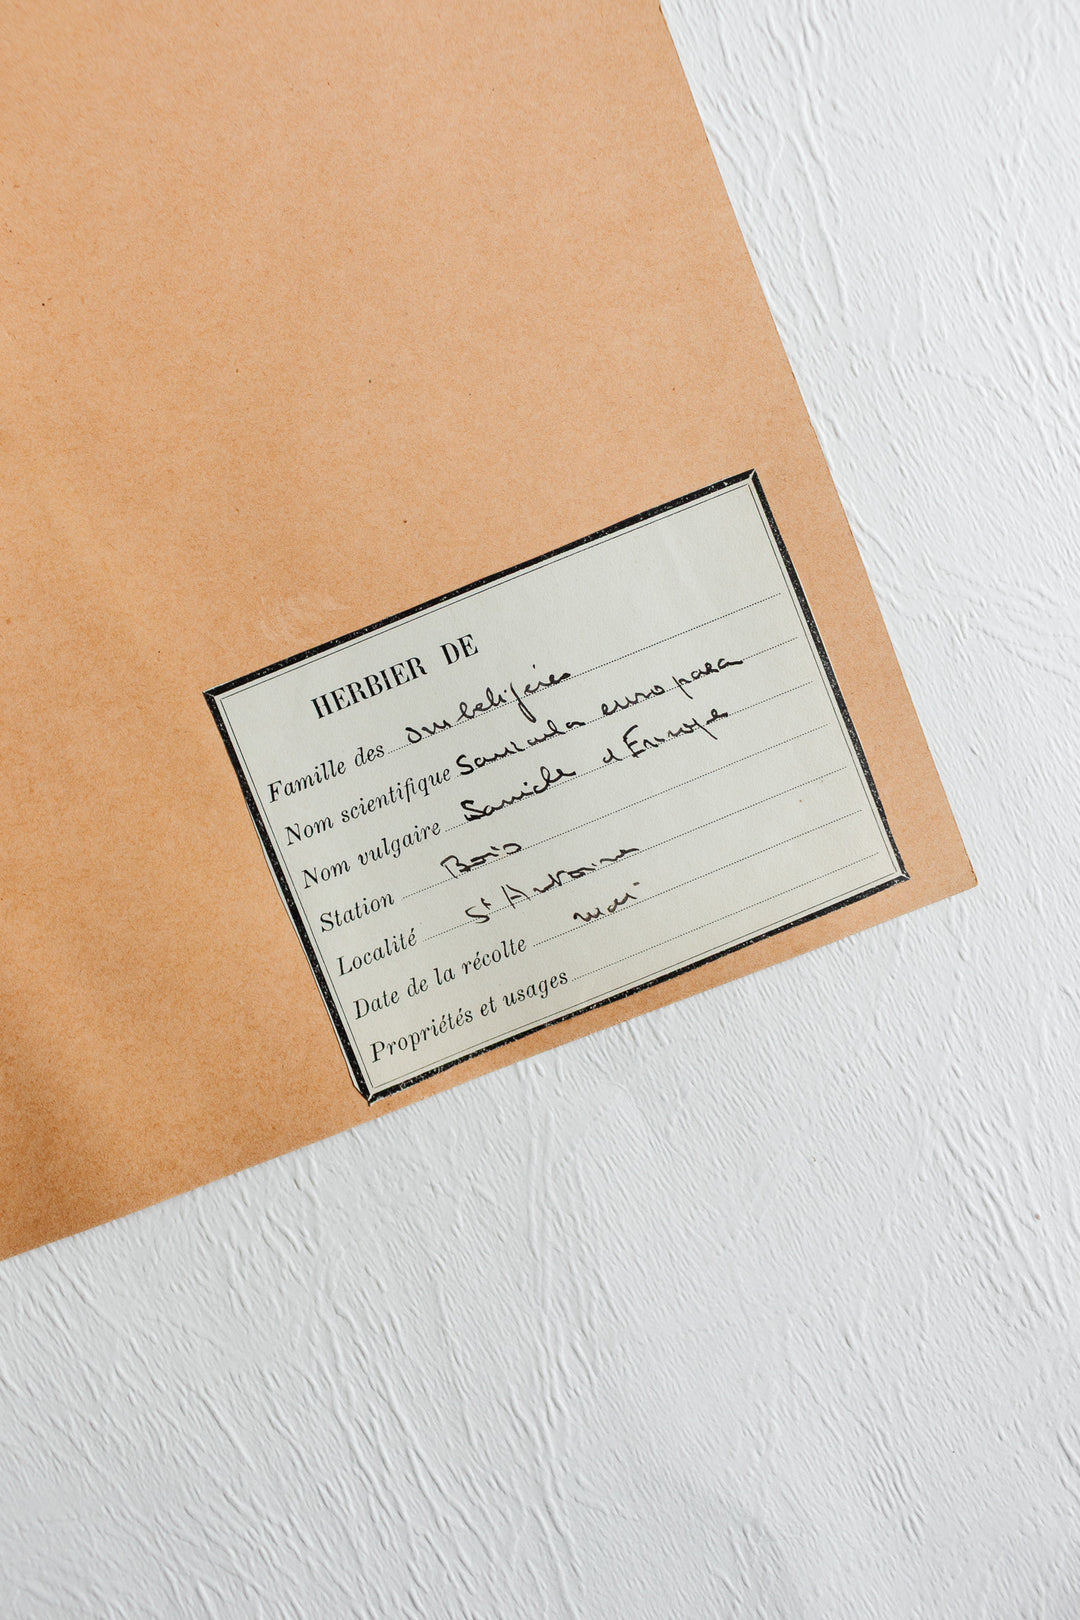 HERBIER DE
Famille des ombellifères
Nom scientifique Sanicula europaea
Nom vulgaire Sanicle d'Europe
Station Bois
Localité St Antoine
Date de la récolte mai
Propriétés et usages